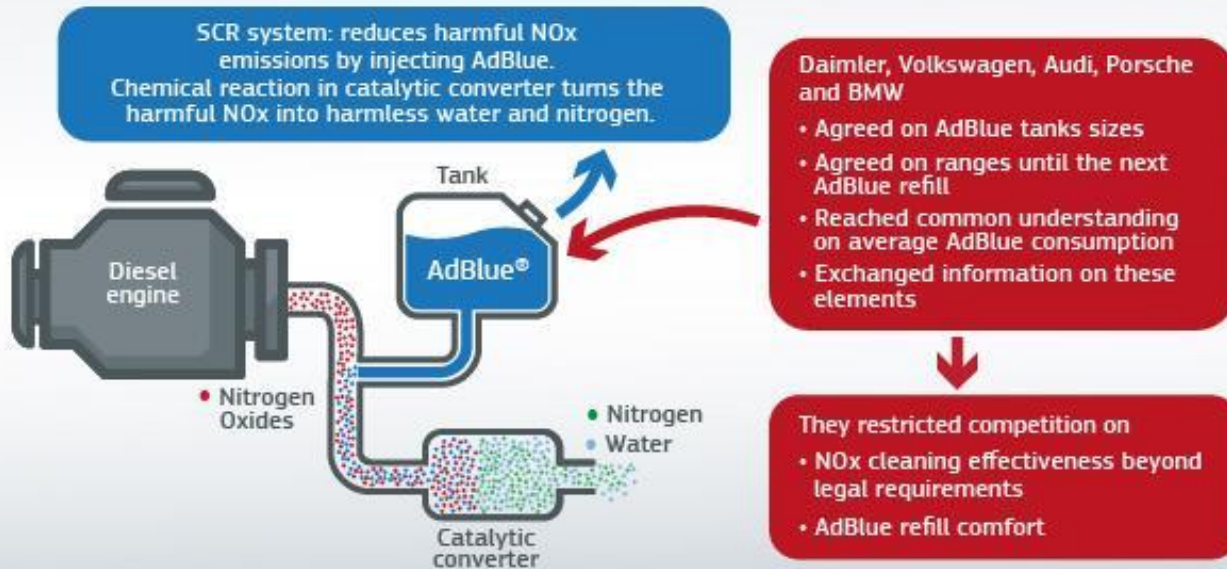 SCR system: reduces harmful NOx
emissions by injecting AdBlue.
Chemical reaction in catalytic converter turns the
harmful NOx into harmless water and nitrogen.
Daimler, Volkswagen, Audi, Porsche
and BMW
• Agreed on AdBlue tanks sizes
• Agreed on ranges until the next
AdBlue refill
• Reached common understanding
on average AdBlue consumption
• Exchanged information on these
elements
Tank
AdBlue®
Diesel
engine
• Nitrogen
Oxides
• Nitrogen
• Water
Catalytic
converter
They restricted competition on
• NOx cleaning effectiveness beyond
legal requirements
• AdBlue refill comfort